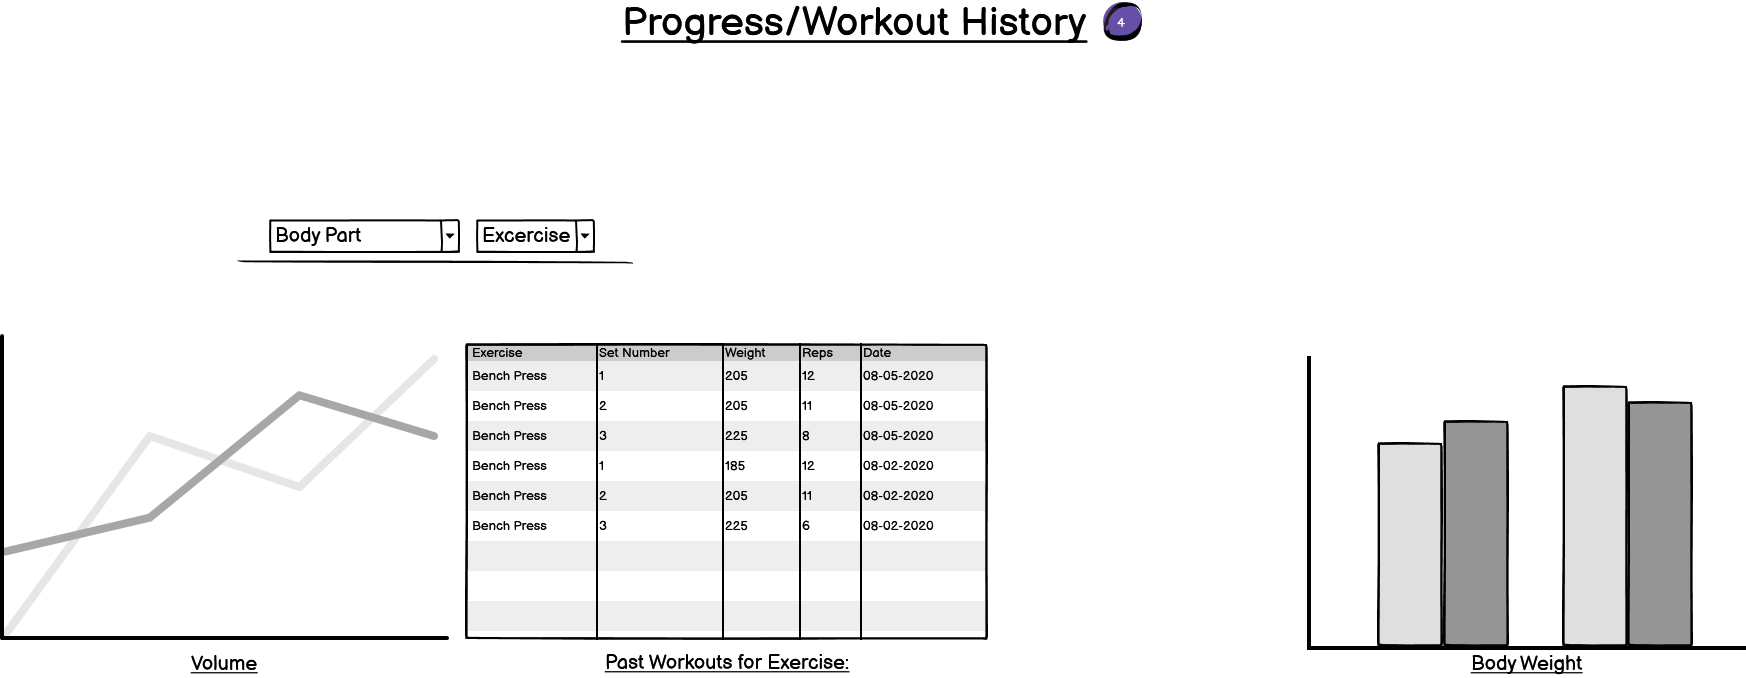 Progress/Workout History 4
Body Part Excercise
Exercise Set Number Weight Reps Date
Bench Press 1 205 12 08-05-2020
Bench Press 2 205 11 08-05-2020
Bench Press 3 225 8 08-05-2020
Bench Press 1 185 12 08-02-2020
Bench Press 2 205 11 08-02-2020
Bench Press 3 225 6 08-02-2020
Volume
Past Workouts for Exercise:
Body Weight